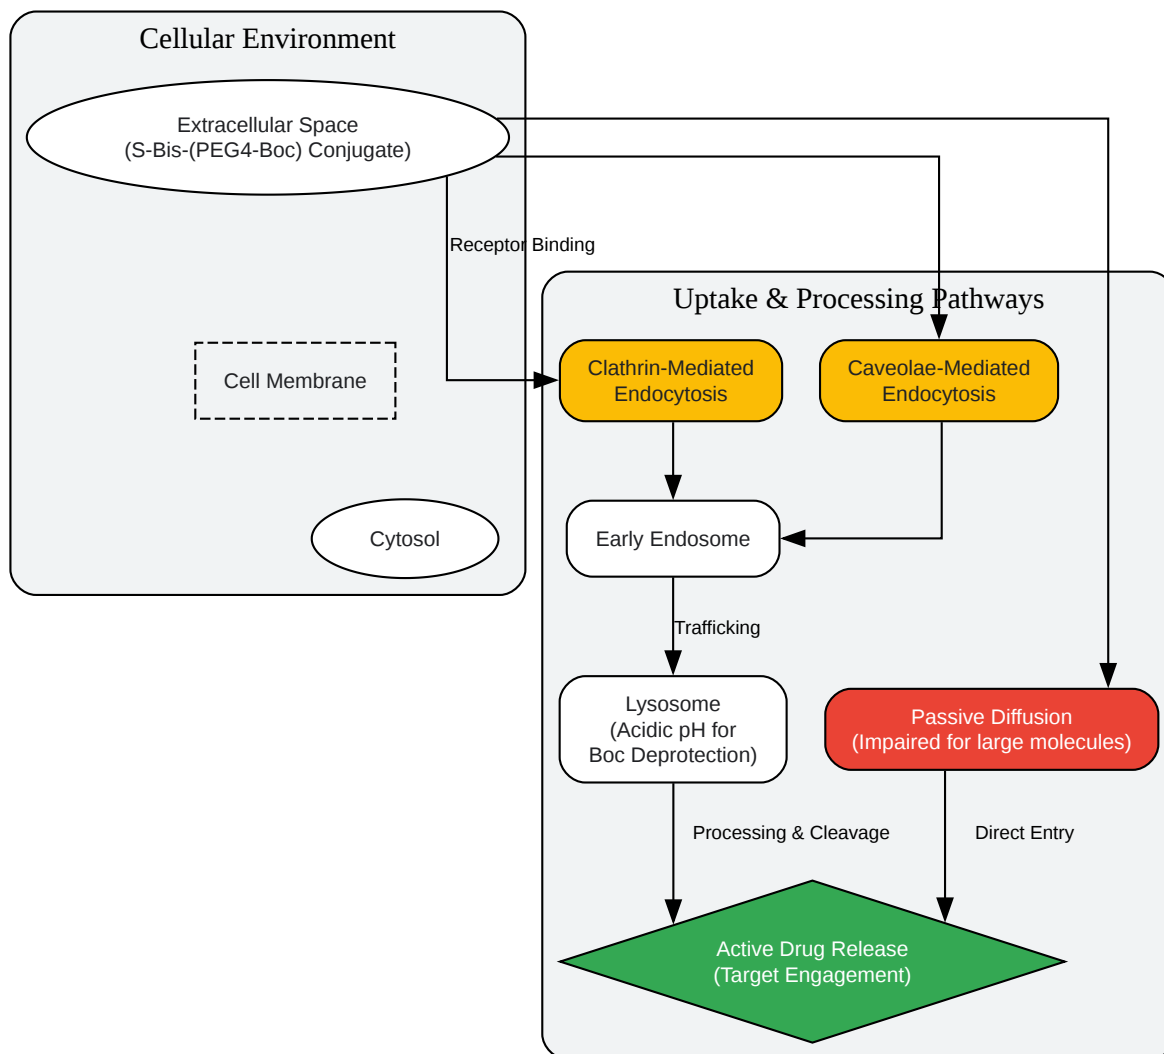 Cellular Environment
Extracellular Space
(S-Bis-(PEG4-Boc) Conjugate)
Receptor Binding
Cell Membrane
Cytosol
Uptake & Processing Pathways
Clathrin-Mediated
Endocytosis
Caveolae-Mediated
Endocytosis
Early Endosome
Trafficking
Lysosome
(Acidic pH for
Boc Deprotection)
Passive Diffusion
(Impaired for large molecules)
Processing & Cleavage
Direct Entry
Active Drug Release
(Target Engagement)